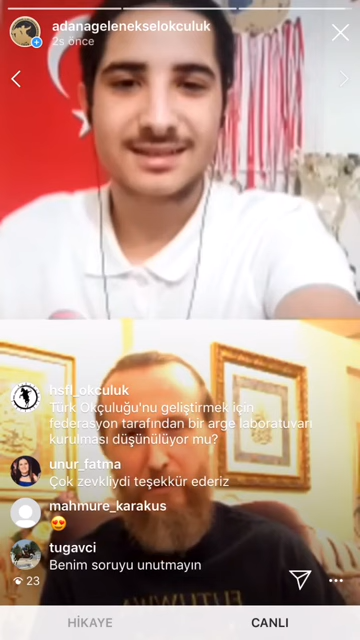 adanagelenekselokculuk
2s önce
hsfl_okculuk
Türk Okçuluğu'nu geliştirmek için
federasyon tarafından bir arge laboratuvarı
kurulması düşünülüyor mu?
unur_fatma
Çok zevkliydi teşekkür ederiz
mahmure_karakus
😍
tugavci
Benim soruyu unutmayın
23
HİKAYE CANLI